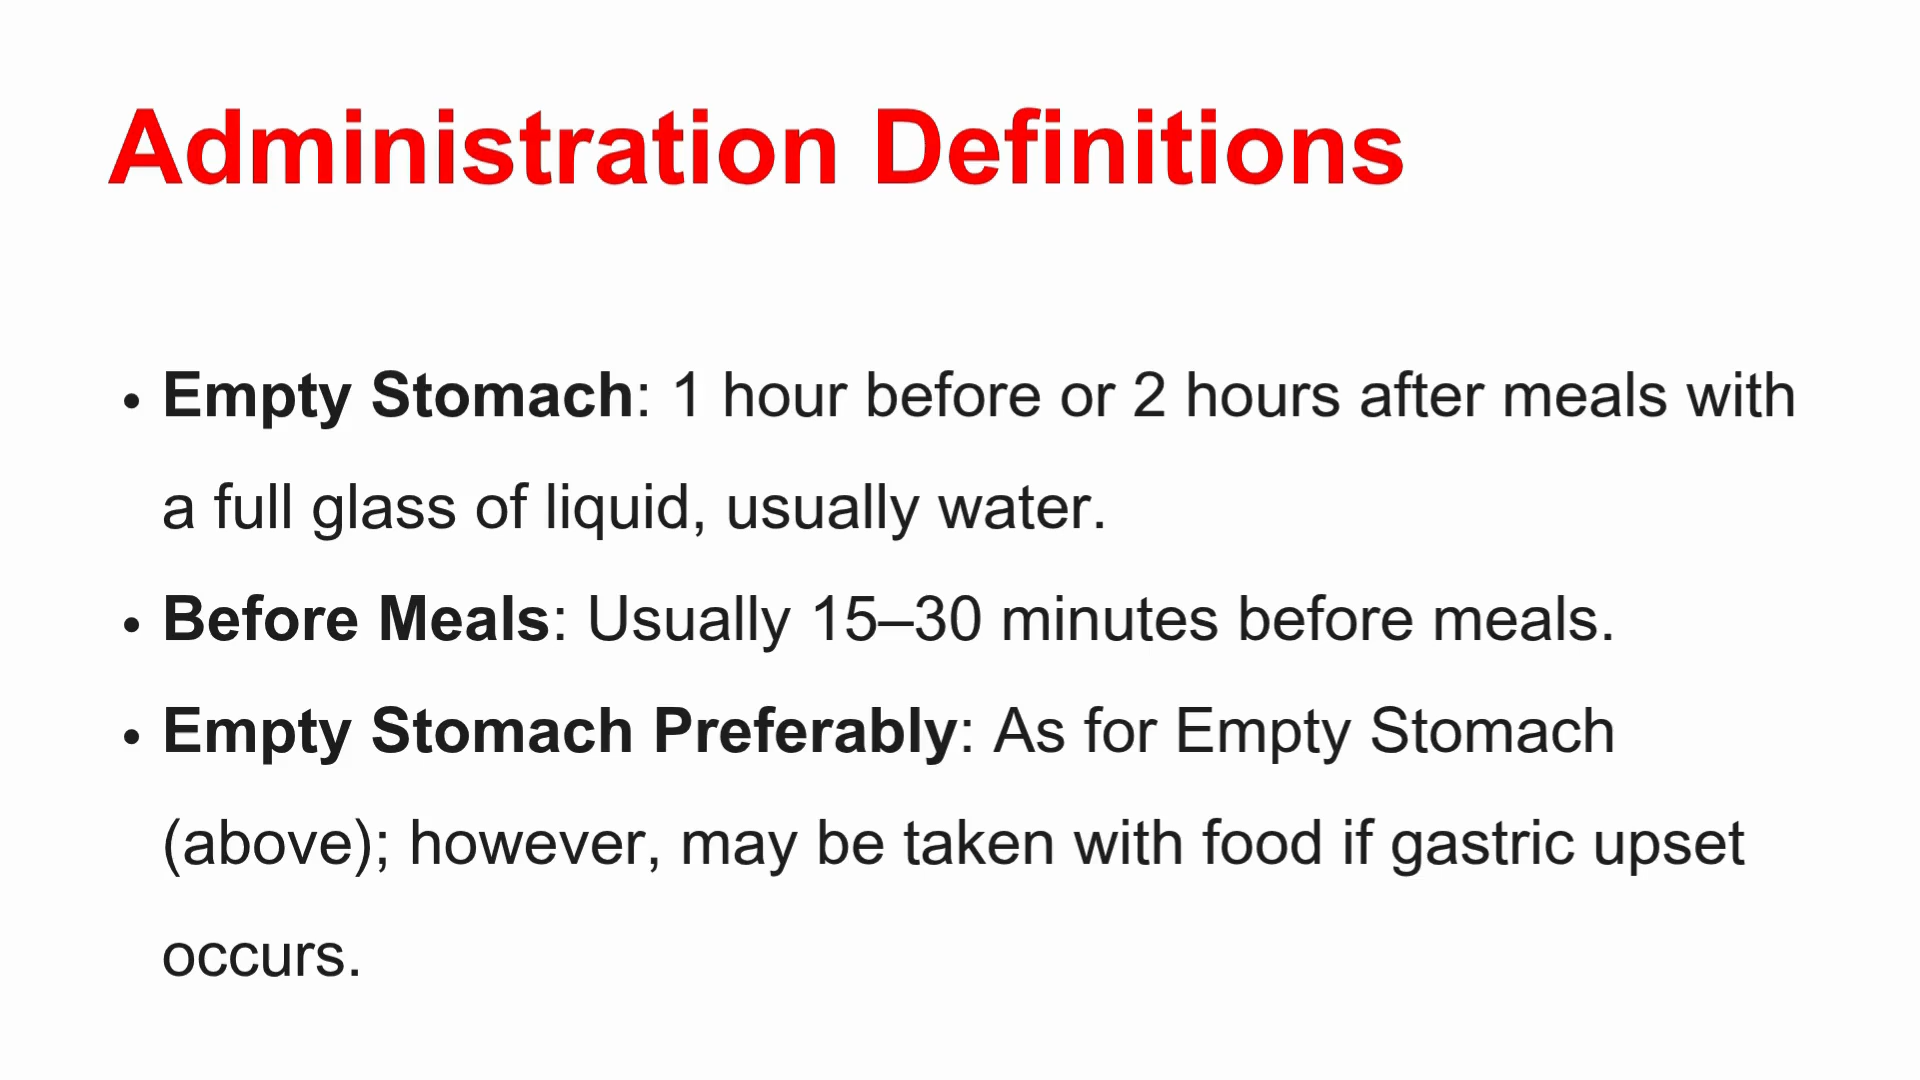 Administration Definitions
• Empty Stomach: 1 hour before or 2 hours after meals with
a full glass of liquid, usually water.
• Before Meals: Usually 15–30 minutes before meals.
• Empty Stomach Preferably: As for Empty Stomach
(above); however, may be taken with food if gastric upset
occurs.